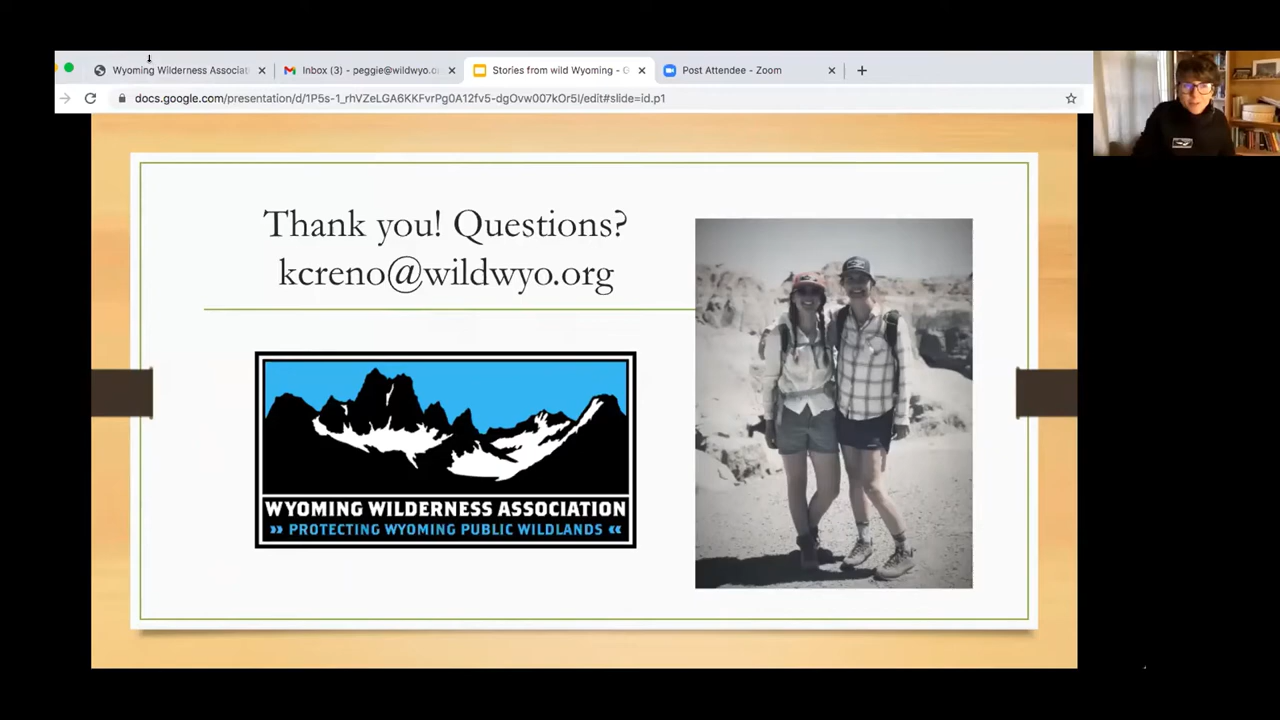 Wyoming Wilderness Associat
Inbox (3) - peggie@wildwyo.o
Stories from wild Wyoming - G
Post Attendee - Zoom
docs.google.com/presentation/d/1P5s-1_rhVZeLGA6KKFvrPg0A12fv5-dgOvw007kOr5I/edit#slide=id.p1
Thank you! Questions?
kcreno@wildwyo.org
WYOMING WILDERNESS ASSOCIATION
» PROTECTING WYOMING PUBLIC WILDLANDS «